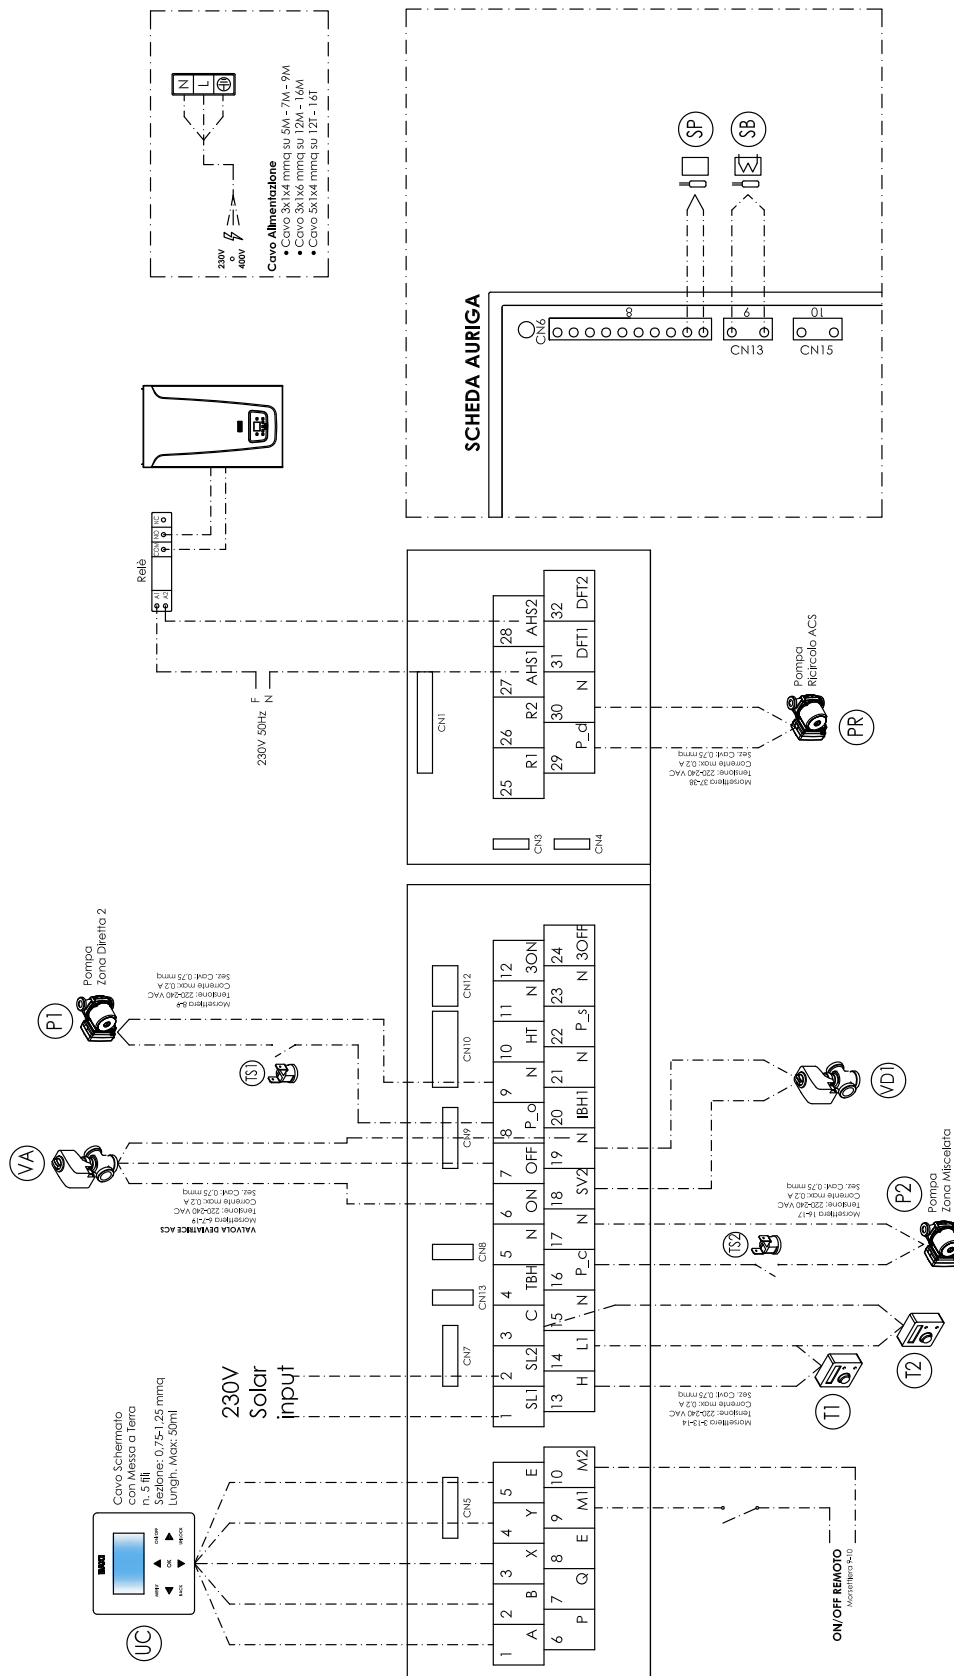 N
L
230V
o
400V
Cavo Alimentazione
• Cavo 3x1x4 mmq su 5M - 7M - 9M
• Cavo 3x1x6 mmq su 12M - 16M
• Cavo 5x1x4 mmq su 12T - 16T
SCHEDA AURIGA
SP
SB
CN6
8
9
CN13
10
CN15
Relè
A1
A2
COM
NO
NC
230V 50Hz
F
N
CN1
25
R1
26
R2
27
AHS1
28
AHS2
29
P_d
30
N
31
DFT1
32
DFT2
CN3
CN4
Morsettiera 37-38
Tensione: 220-240 VAC
Corrente max: 0.2 A
Sez. Cavi: 0,75 mmq
PR
Pompa
Ricircolo ACS
P1
Pompa
Zona Diretta 2
Morsettiera 8-9
Tensione: 220-240 VAC
Corrente max: 0.2 A
Sez. Cavi: 0,75 mmq
TS1
VA
VALVOLA DEVIATRICE ACS
Morsettiera 6-7-19
Tensione: 220-240 VAC
Corrente max: 0.2 A
Sez. Cavi: 0,75 mmq
CN12
CN10
CN9
CN8
CN13
CN7
230V
Solar
input
1
SL1
2
SL2
3
C
4
TBH
5
N
6
ON
7
OFF
8
P_o
9
N
10
HT
11
N
12
3ON
13
H
14
L1
15
N
16
P_c
17
N
18
SV2
19
N
20
IBH1
21
N
22
P_s
23
N
24
3OFF
VD1
P2
Pompa
Zona Miscelata
Morsettiera 16-17
Tensione: 220-240 VAC
Corrente max: 0.2 A
Sez. Cavi: 0,75 mmq
TS2
T1
T2
Morsettiera 3-13-14
Tensione: 220-240 VAC
Corrente max: 0.2 A
Sez. Cavi: 0,75 mmq
UC
BAXI
MENU
OK
ON/OFF
BACK
UNLOCK
Cavo Schermato
con Messa a Terra
n. 5 fili
Sezione: 0,75-1,25 mmq
Lungh. Max: 50ml
CN5
1
A
2
B
3
X
4
Y
5
E
6
P
7
Q
8
E
9
M1
10
M2
ON/OFF REMOTO
Morsettiera 9-10